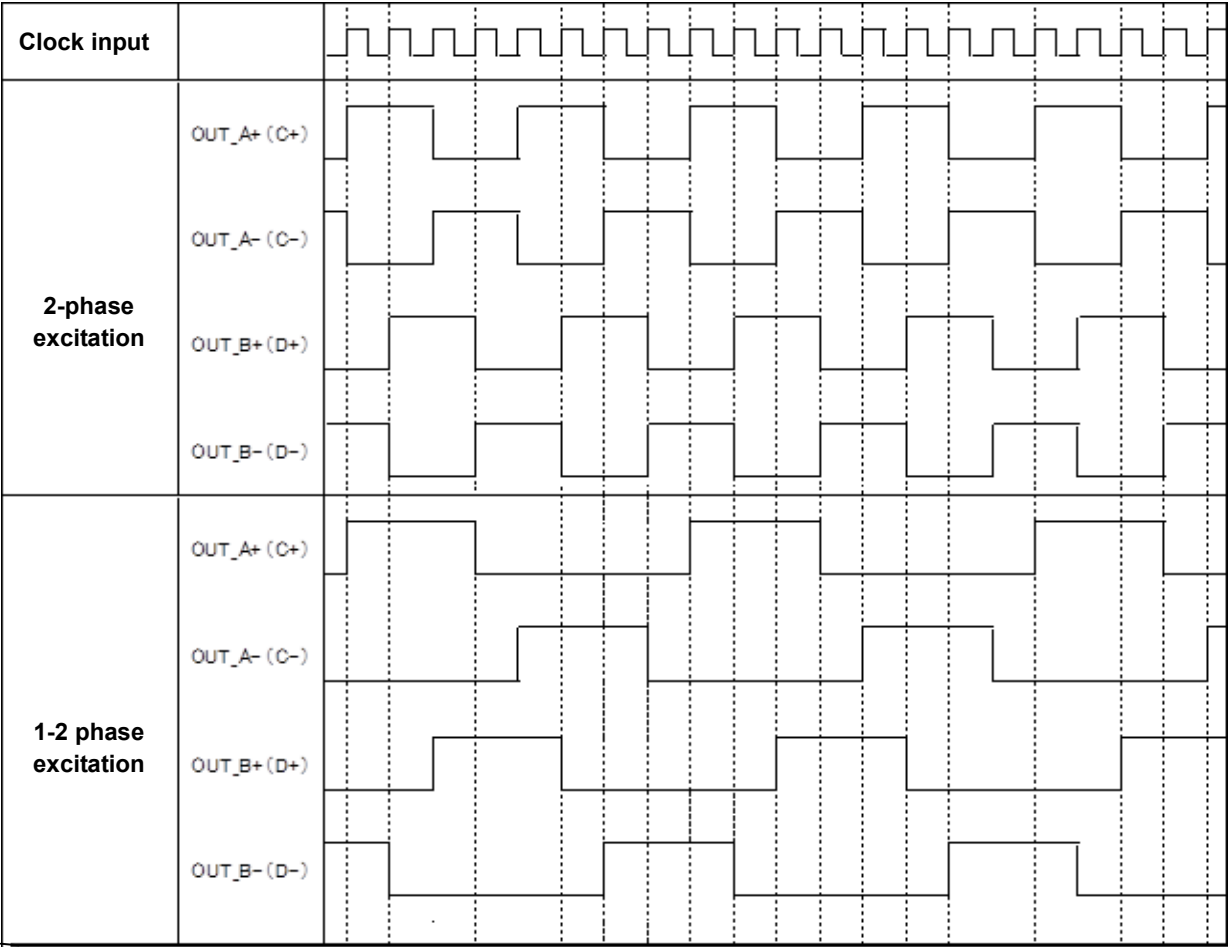 Clock input
2-phase
excitation
OUT_A+(C+)
OUT_A-(C-)
OUT_B+(D+)
OUT_B-(D-)
1-2 phase
excitation
OUT_A+(C+)
OUT_A-(C-)
OUT_B+(D+)
OUT_B-(D-)